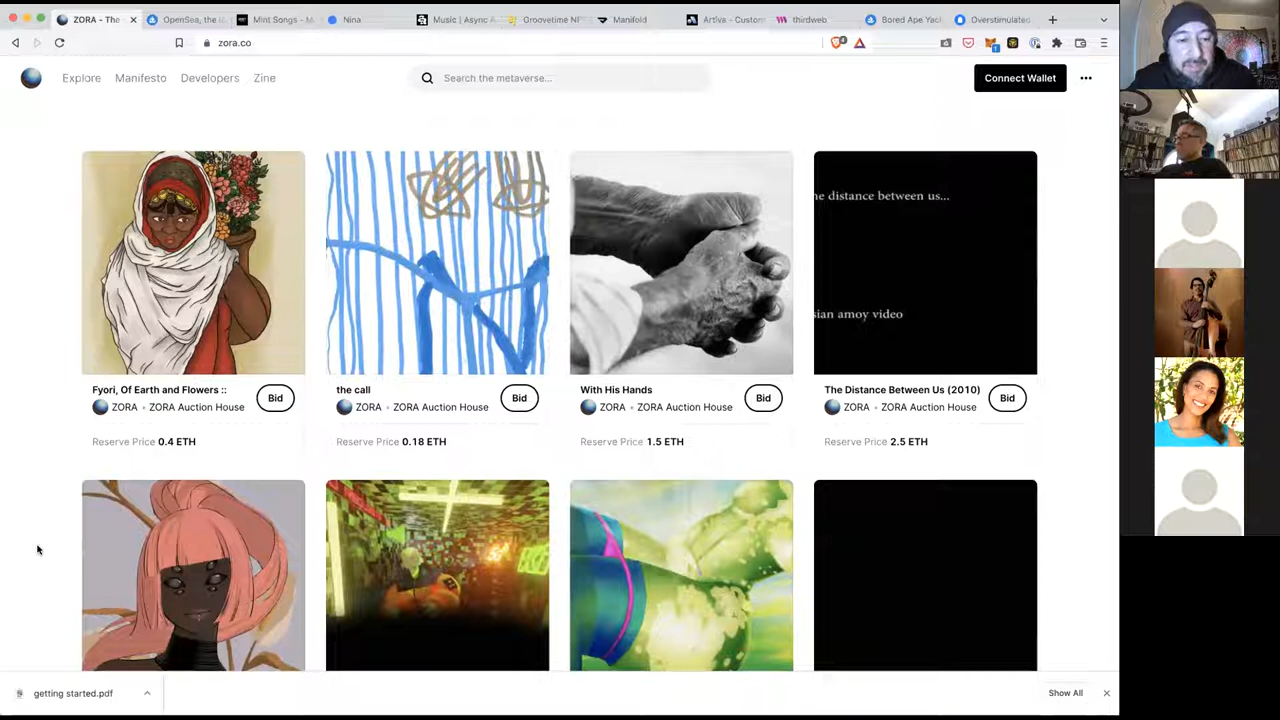 ZORA - The
OpenSea, the
Mint Songs - M
Nina
Music | Async A
Groovetime NF
Manifold
Artiva - Custom
thirdweb
Bored Ape Yac
Overstimulated
zora.co
4
1
Explore
Manifesto
Developers
Zine
Search the metaverse...
Connect Wallet
he distance between us...
sian amoy video
Fyori, Of Earth and Flowers ::
ZORA • ZORA Auction House
Bid
Reserve Price 0.4 ETH
the call
ZORA • ZORA Auction House
Bid
Reserve Price 0.18 ETH
With His Hands
ZORA • ZORA Auction House
Bid
Reserve Price 1.5 ETH
The Distance Between Us (2010)
ZORA • ZORA Auction House
Bid
Reserve Price 2.5 ETH
getting started.pdf
Show All